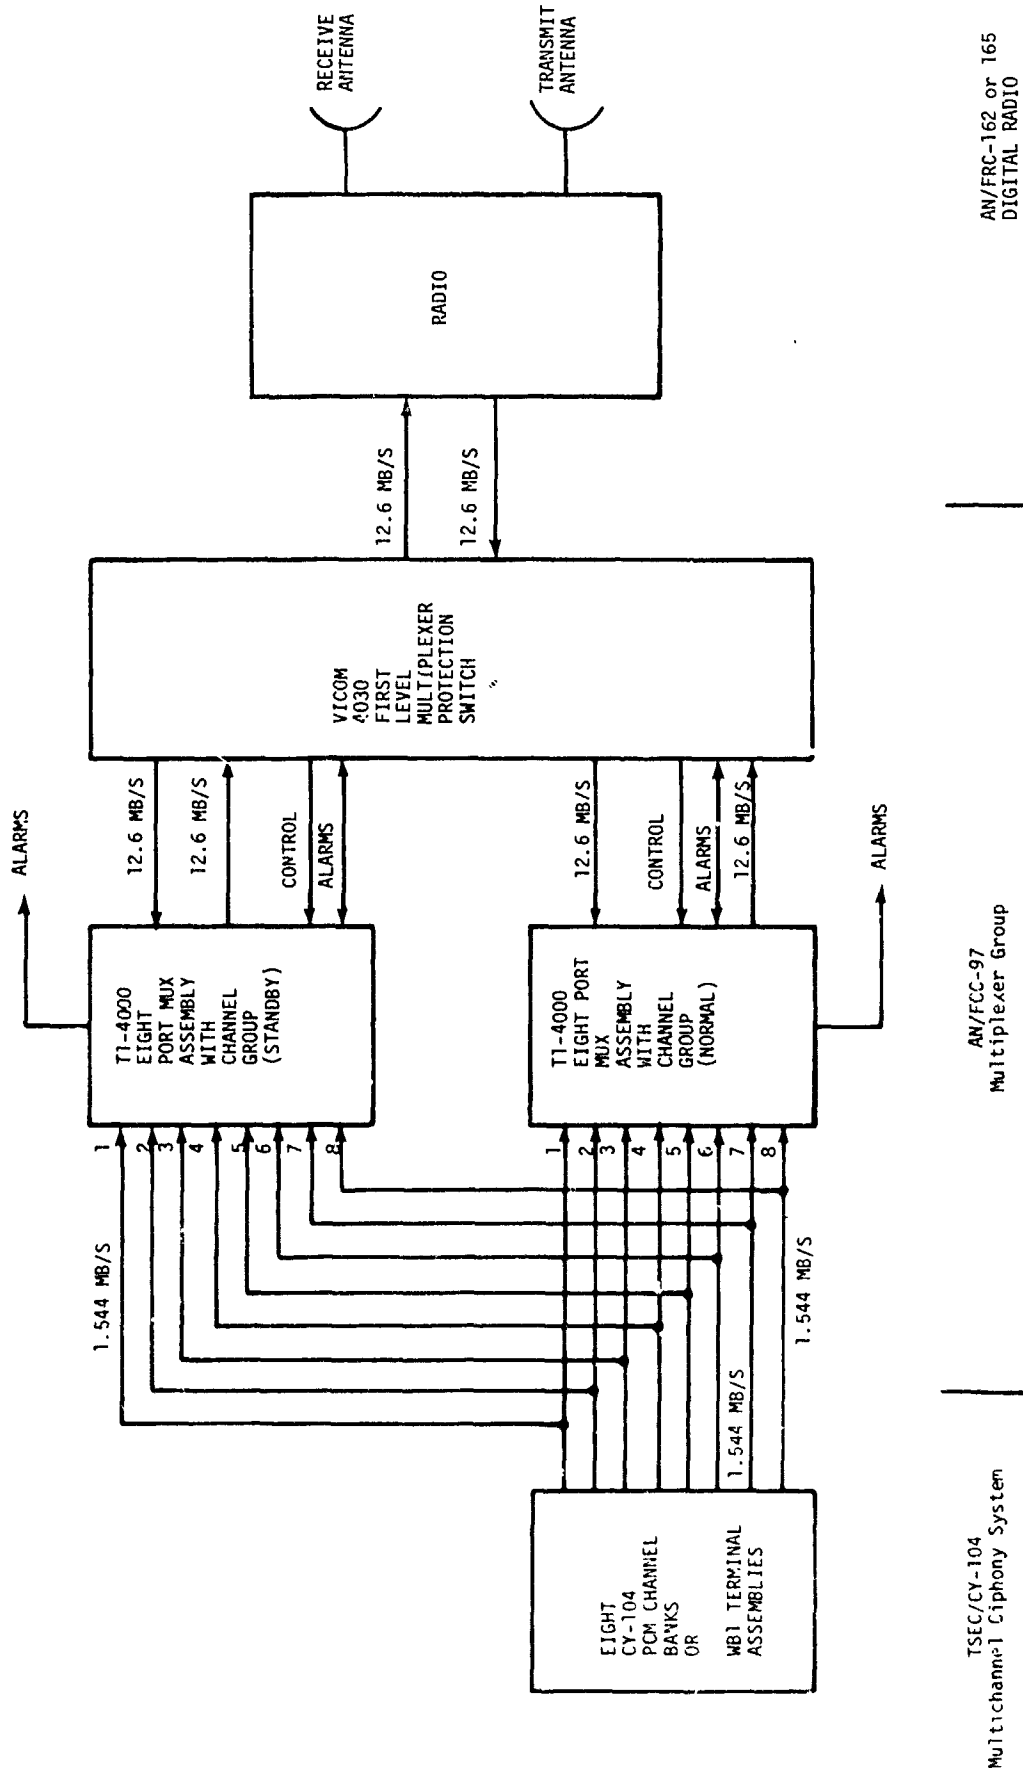 RECEIVE
ANTENNA
TRANSMIT
ANTENNA
RADIO
12.6 MB/S
12.6 MB/S
VICOM
4030
FIRST
LEVEL
MULTIPLEXER
PROTECTION
SWITCH
ALARMS
12.6 MB/S
12.6 MB/S
CONTROL
ALARMS
12.6 MB/S
CONTROL
ALARMS
12.6 MB/S
ALARMS
T1-4000
EIGHT
PORT MUX
ASSEMBLY
WITH
CHANNEL
GROUP
(STANDBY)
T1-4000
EIGHT PORT
MUX
ASSEMBLY
WITH
CHANNEL
GROUP
(NORMAL)
1
2
3
4
5
6
7
8
1
2
3
4
5
6
7
8
1.544 MB/S
1.544 MB/S
1.544 MB/S
EIGHT
CY-104
PCM CHANNEL
BANKS
OR
WB1 TERMINAL
ASSEMBLIES
TSEC/CY-104
Multichannel Ciphony System
AN/FCC-97
Multiplexer Group
AN/FRC-162 or 165
DIGITAL RADIO